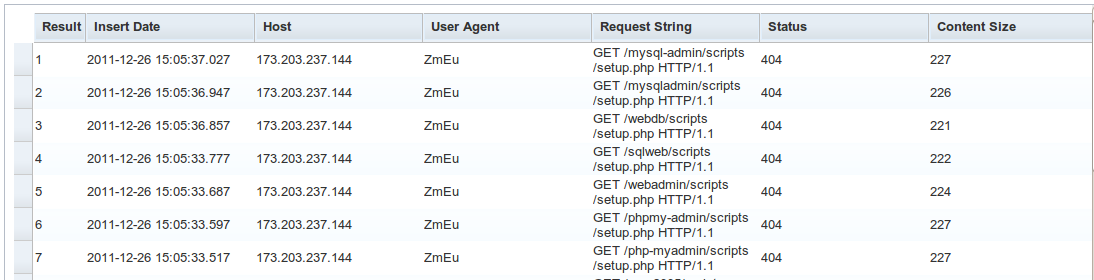 Result Insert Date Host User Agent Request String Status Content Size
1 2011-12-26 15:05:37.027 173.203.237.144 ZmEu GET /mysql-admin/scripts 404 227
/setup.php HTTP/1.1
2 2011-12-26 15:05:36.947 173.203.237.144 ZmEu GET /mysqladmin/scripts 404 226
/setup.php HTTP/1.1
3 2011-12-26 15:05:36.857 173.203.237.144 ZmEu GET /webdb/scripts 404 221
/setup.php HTTP/1.1
4 2011-12-26 15:05:33.777 173.203.237.144 ZmEu GET /sqlweb/scripts 404 222
/setup.php HTTP/1.1
5 2011-12-26 15:05:33.687 173.203.237.144 ZmEu GET /webadmin/scripts 404 224
/setup.php HTTP/1.1
6 2011-12-26 15:05:33.597 173.203.237.144 ZmEu GET /phpmy-admin/scripts 404 227
/setup.php HTTP/1.1
7 2011-12-26 15:05:33.517 173.203.237.144 ZmEu GET /php-myadmin/scripts 404 227
/setup.php HTTP/1.1